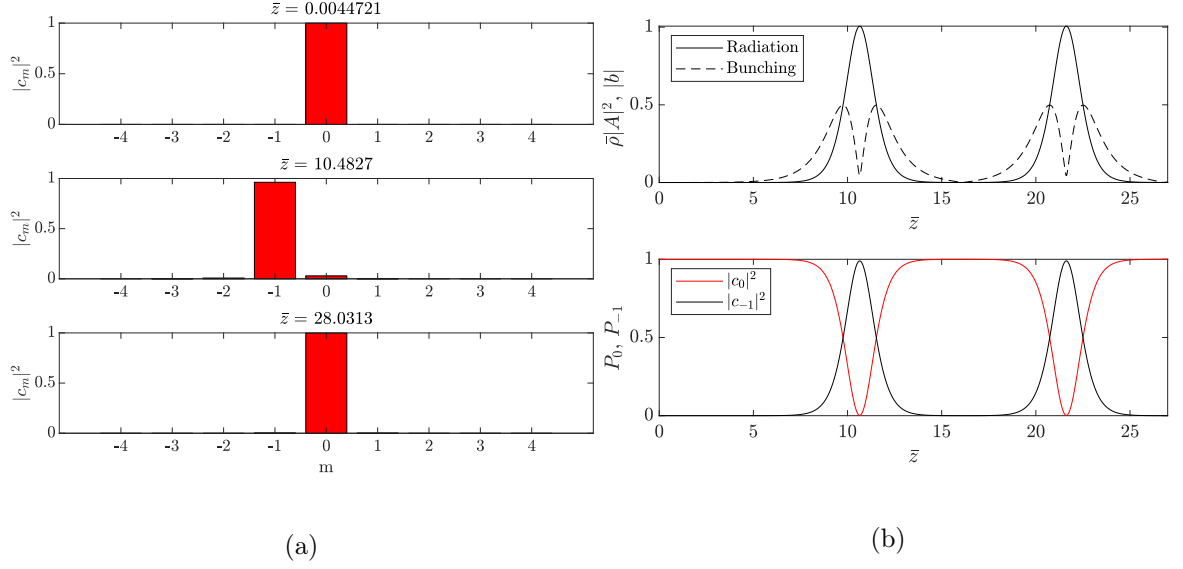 z̄ = 0.0044721
|c_m|^2
1
0.5
0
-4 -3 -2 -1 0 1 2 3 4
z̄ = 10.4827
|c_m|^2
1
0.5
0
-4 -3 -2 -1 0 1 2 3 4
z̄ = 28.0313
|c_m|^2
1
0.5
0
-4 -3 -2 -1 0 1 2 3 4
m
(a)
ρ̄|A|^2, |b|
1
0.5
0
Radiation
Bunching
0 5 10 15 20 25
z̄
P_0, P_{-1}
1
0.5
0
|c_0|^2
|c_{-1}|^2
0 5 10 15 20 25
z̄
(b)